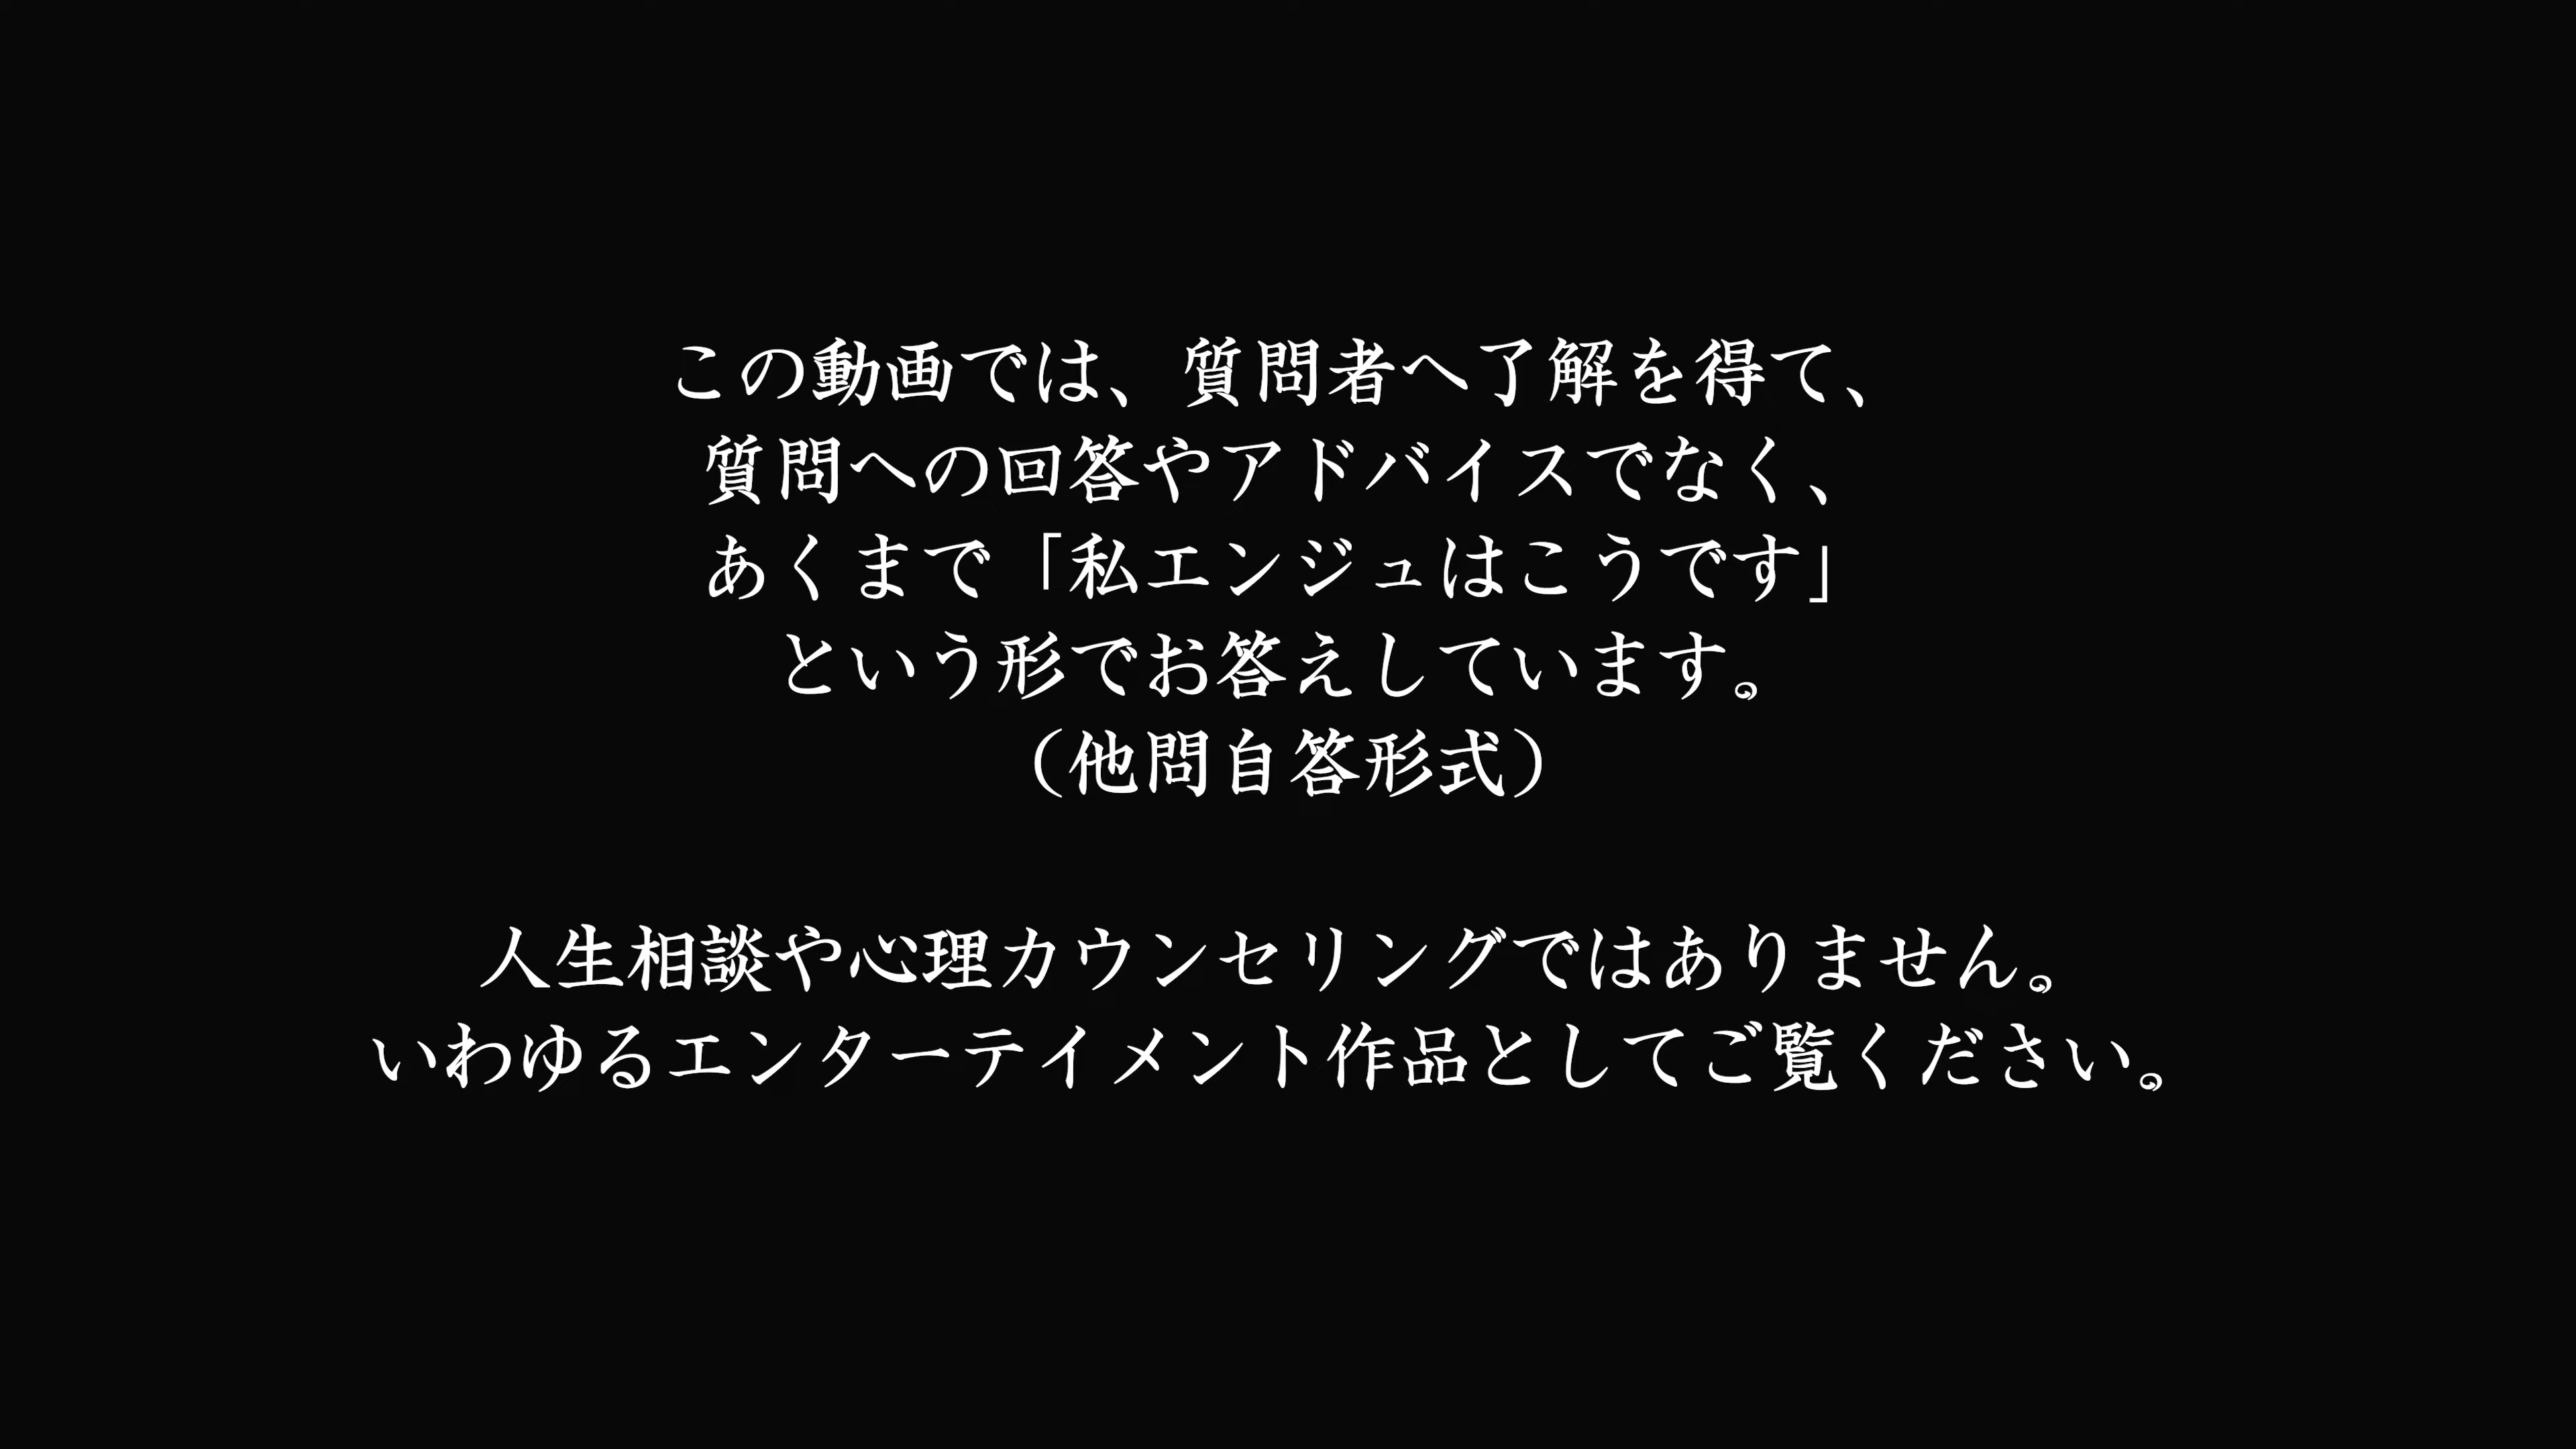 この動画では、質問者へ了解を得て、
質問への回答やアドバイスでなく、
あくまで「私エンジュはこうです」
という形でお答えしています。
（他問自答形式）
人生相談や心理カウンセリングではありません。
いわゆるエンターテイメント作品としてご覧ください。